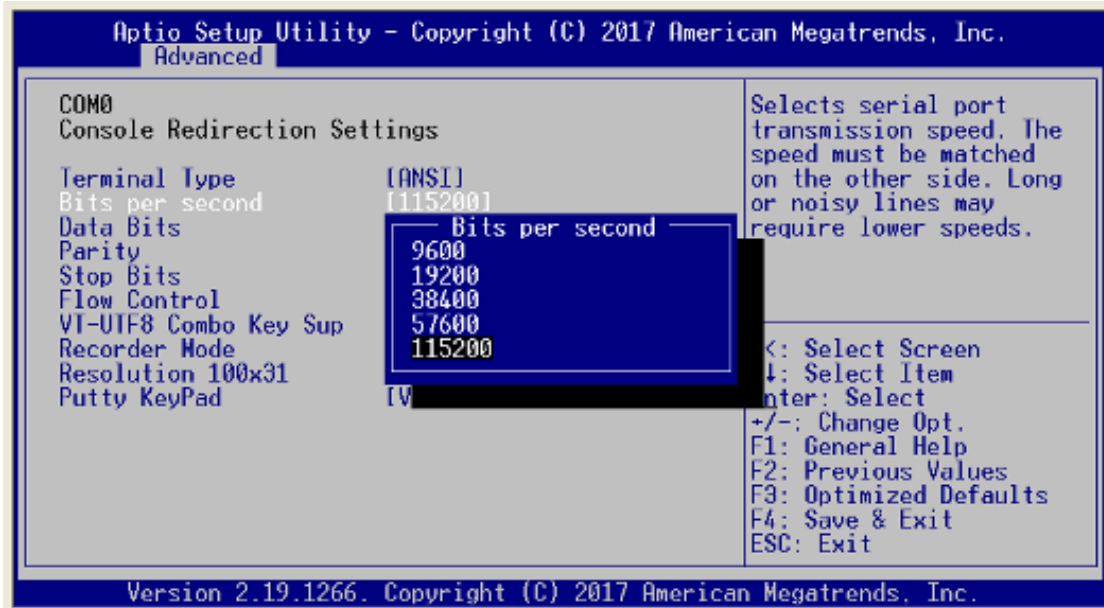 Aptio Setup Utility – Copyright (C) 2017 American Megatrends, Inc.
Advanced
COM0
Console Redirection Settings
Terminal Type [ANSI]
Bits per second [115200]
Data Bits
Parity
Stop Bits
Flow Control
VT-UTF8 Combo Key Sup
Recorder Mode
Resolution 100x31
Putty KeyPad [V
Bits per second
9600
19200
38400
57600
115200
Selects serial port
transmission speed. The
speed must be matched
on the other side. Long
or noisy lines may
require lower speeds.
: Select Screen
: Select Item
nter: Select
+/-: Change Opt.
F1: General Help
F2: Previous Values
F3: Optimized Defaults
F4: Save & Exit
ESC: Exit
Version 2.19.1266. Copyright (C) 2017 American Megatrends, Inc.